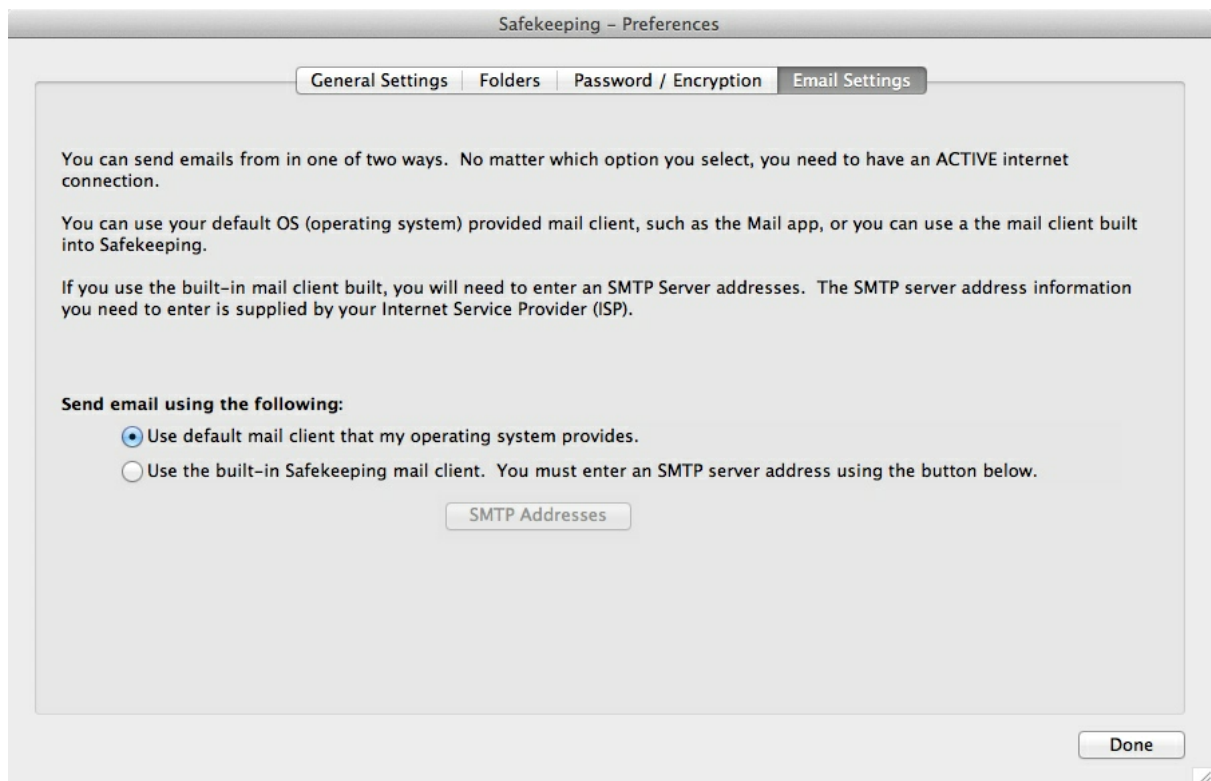 Safekeeping – Preferences
General Settings
Folders
Password / Encryption
Email Settings
You can send emails from in one of two ways.  No matter which option you select, you need to have an ACTIVE internet
connection.
You can use your default OS (operating system) provided mail client, such as the Mail app, or you can use a the mail client built
into Safekeeping.
If you use the built–in mail client built, you will need to enter an SMTP Server addresses.  The SMTP server address information
you need to enter is supplied by your Internet Service Provider (ISP).
Send email using the following:
Use default mail client that my operating system provides.
Use the built–in Safekeeping mail client.  You must enter an SMTP server address using the button below.
SMTP Addresses
Done